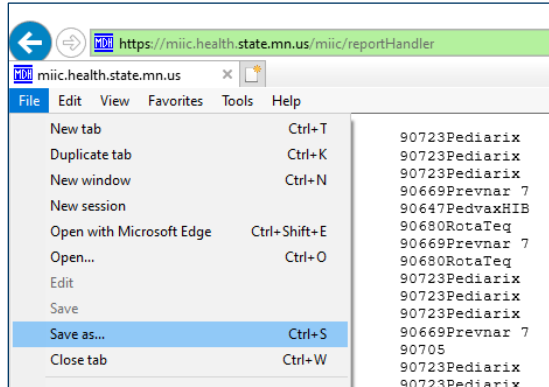 MDH https://miic.health.state.mn.us/miic/reportHandler
MDH miic.health.state.mn.us
File Edit View Favorites Tools Help
New tab Ctrl+T
Duplicate tab Ctrl+K
New window Ctrl+N
New session
Open with Microsoft Edge Ctrl+Shift+E
Open... Ctrl+O
Edit
Save
Save as... Ctrl+S
Close tab Ctrl+W
90723Pediarix
90723Pediarix
90723Pediarix
90669Prevnar 7
90647PedvaxHIB
90680RotaTeq
90669Prevnar 7
90680RotaTeq
90723Pediarix
90723Pediarix
90723Pediarix
90669Prevnar 7
90705
90723Pediarix
90723Pediarix